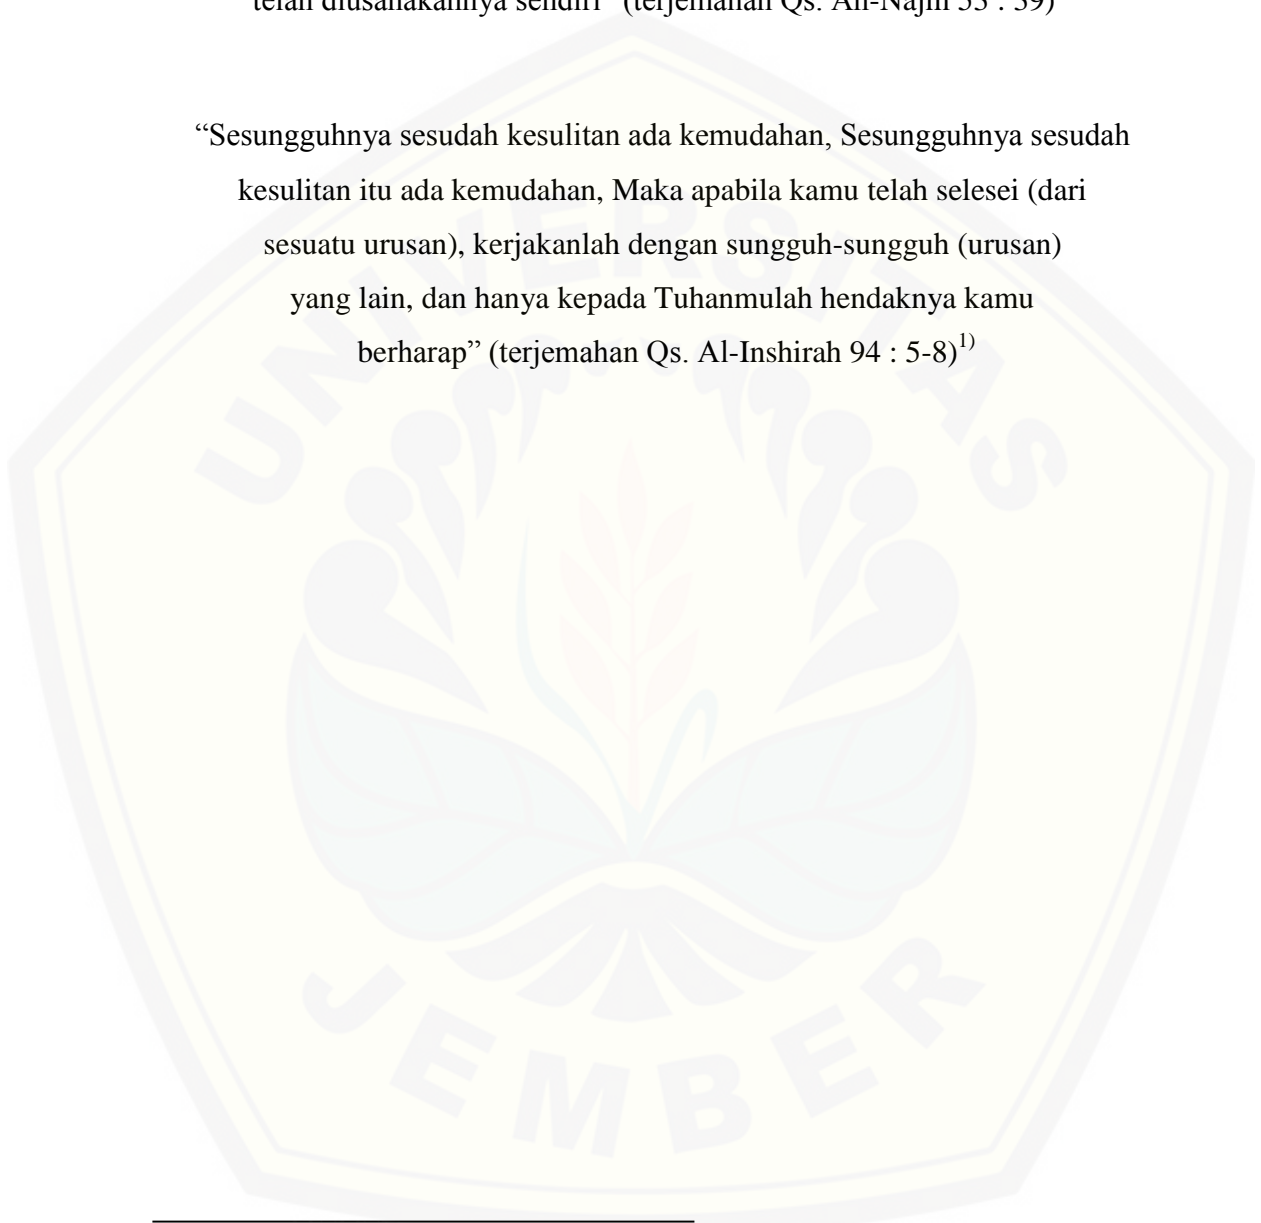 telah diusahakannya sendiri” (terjemahan Qs. An-Najm 53 : 39)
“Sesungguhnya sesudah kesulitan ada kemudahan, Sesungguhnya sesudah
kesulitan itu ada kemudahan, Maka apabila kamu telah selesei (dari
sesuatu urusan), kerjakanlah dengan sungguh-sungguh (urusan)
yang lain, dan hanya kepada Tuhanmulah hendaknya kamu
berharap” (terjemahan Qs. Al-Inshirah 94 : 5-8)1)
UNIVERSITAS
JEMBER